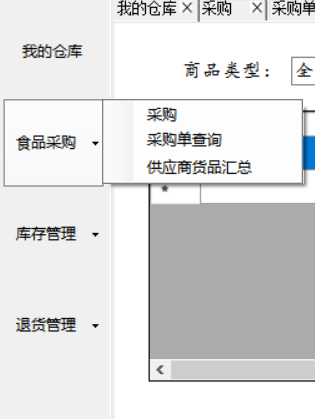 我的仓库 采购 采购单
我的仓库
商品类型： 全
食品采购
采购
采购单查询
供应商货品汇总
库存管理
退货管理